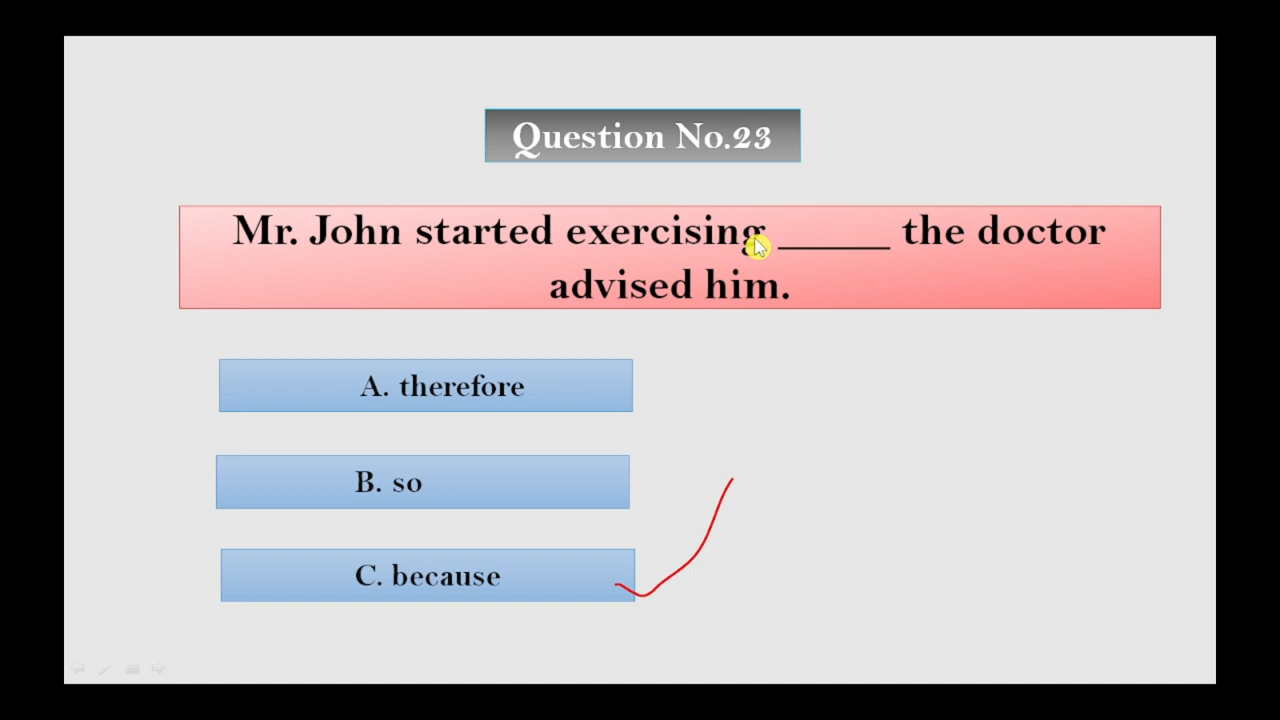 Question No.23
Mr. John started exercising ______ the doctor
advised him.
A. therefore
B. so
C. because